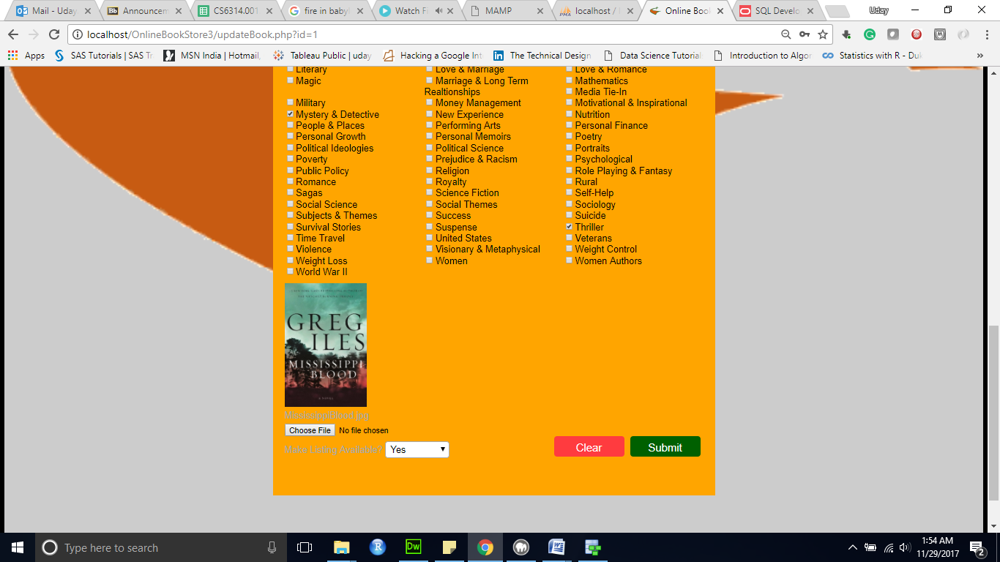 Mail - Uday
Bb Announcem
CS6314.001
fire in baby
Watch F
MAMP
PMA localhost /
Online Boo
SQL Develo
Uday
localhost/OnlineBookStore3/updateBook.php?id=1
Apps SAS Tutorials | SAS Tr MSN India | Hotmail, Tableau Public | uday Hacking a Google Int in The Technical Design Data Science Tutorial Introduction to Algor Statistics with R - Duk »
Literary Love & Marriage Love & Romance
Magic Marriage & Long Term Mathematics
Realtionships Media Tie-In
Military Money Management Motivational & Inspirational
Mystery & Detective New Experience Nutrition
People & Places Performing Arts Personal Finance
Personal Growth Personal Memoirs Poetry
Political Ideologies Political Science Portraits
Poverty Prejudice & Racism Psychological
Public Policy Religion Role Playing & Fantasy
Romance Royalty Rural
Sagas Science Fiction Self-Help
Social Science Social Themes Sociology
Subjects & Themes Success Suicide
Survival Stories Suspense Thriller
Time Travel United States Veterans
Violence Visionary & Metaphysical Weight Control
Weight Loss Women Women Authors
World War II
GREG
ILES
MISSISSIPPI
BLOOD
A NOVEL
MississippiBlood.jpg
Choose File No file chosen
Make Listing Available? Yes
Clear Submit
Type here to search
R
Dw
W
1:54 AM
11/29/2017
2